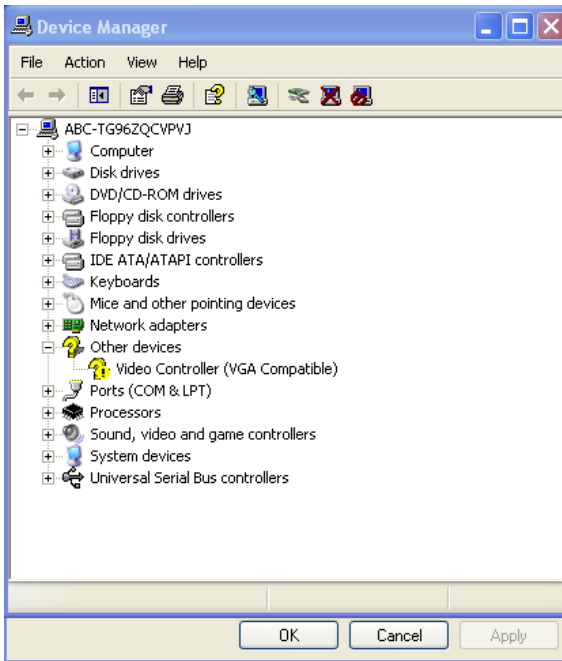 Device Manager
File Action View Help
ABC-TG96ZQCVPVJ
Computer
Disk drives
DVD/CD-ROM drives
Floppy disk controllers
Floppy disk drives
IDE ATA/ATAPI controllers
Keyboards
Mice and other pointing devices
Network adapters
Other devices
Video Controller (VGA Compatible)
Ports (COM & LPT)
Processors
Sound, video and game controllers
System devices
Universal Serial Bus controllers
OK Cancel Apply